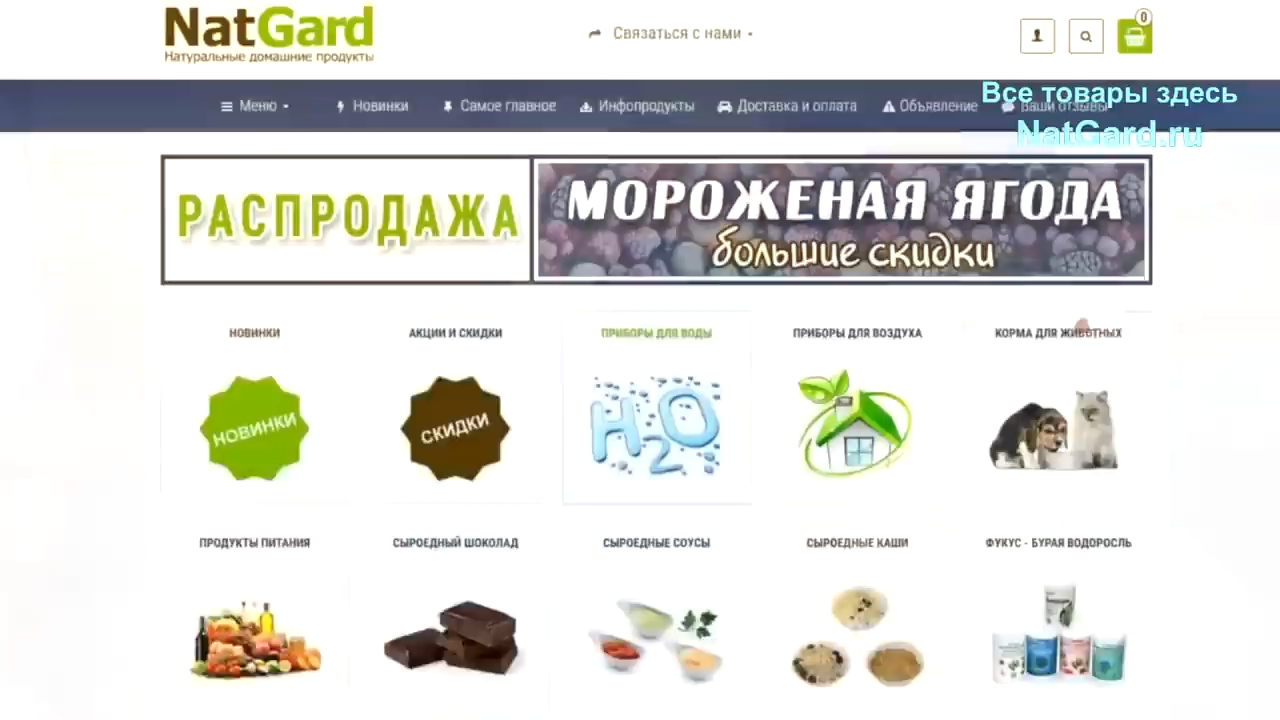 NatGard
Натуральные домашние продукты
Связаться с нами
0
Меню
Новинки
Самое главное
Инфопродукты
Доставка и оплата
Объявление
Ваши отзывы
Все товары здесь
NatGard.ru
РАСПРОДАЖА
МОРОЖЕНАЯ ЯГОДА
большие скидки
НОВИНКИ
АКЦИИ И СКИДКИ
ПРИБОРЫ ДЛЯ ВОДЫ
ПРИБОРЫ ДЛЯ ВОЗДУХА
КОРМА ДЛЯ ЖИВОТНЫХ
НОВИНКИ
СКИДКИ
H2O
ПРОДУКТЫ ПИТАНИЯ
СЫРОЕДНЫЙ ШОКОЛАД
СЫРОЕДНЫЕ СОУСЫ
СЫРОЕДНЫЕ КАШИ
ФУКУС - БУРАЯ ВОДОРОСЛЬ